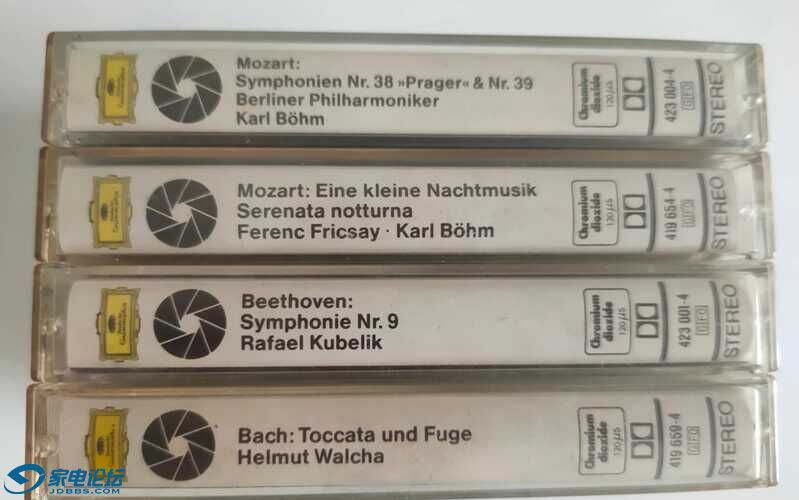 Mozart:
Symphonien Nr. 38 »Prager« & Nr. 39
Berliner Philharmoniker
Karl Böhm
Chromium
dioxide
120 µS
423 004-4
STEREO
Mozart: Eine kleine Nachtmusik
Serenata notturna
Ferenc Fricsay · Karl Böhm
Chromium
dioxide
120 µS
419 654-4
STEREO
Beethoven:
Symphonie Nr. 9
Rafael Kubelik
Chromium
dioxide
120 µS
423 001-4
STEREO
Bach: Toccata und Fuge
Helmut Walcha
Chromium
dioxide
120 µS
419 659-4
STEREO
家电论坛
JDBBS.COM